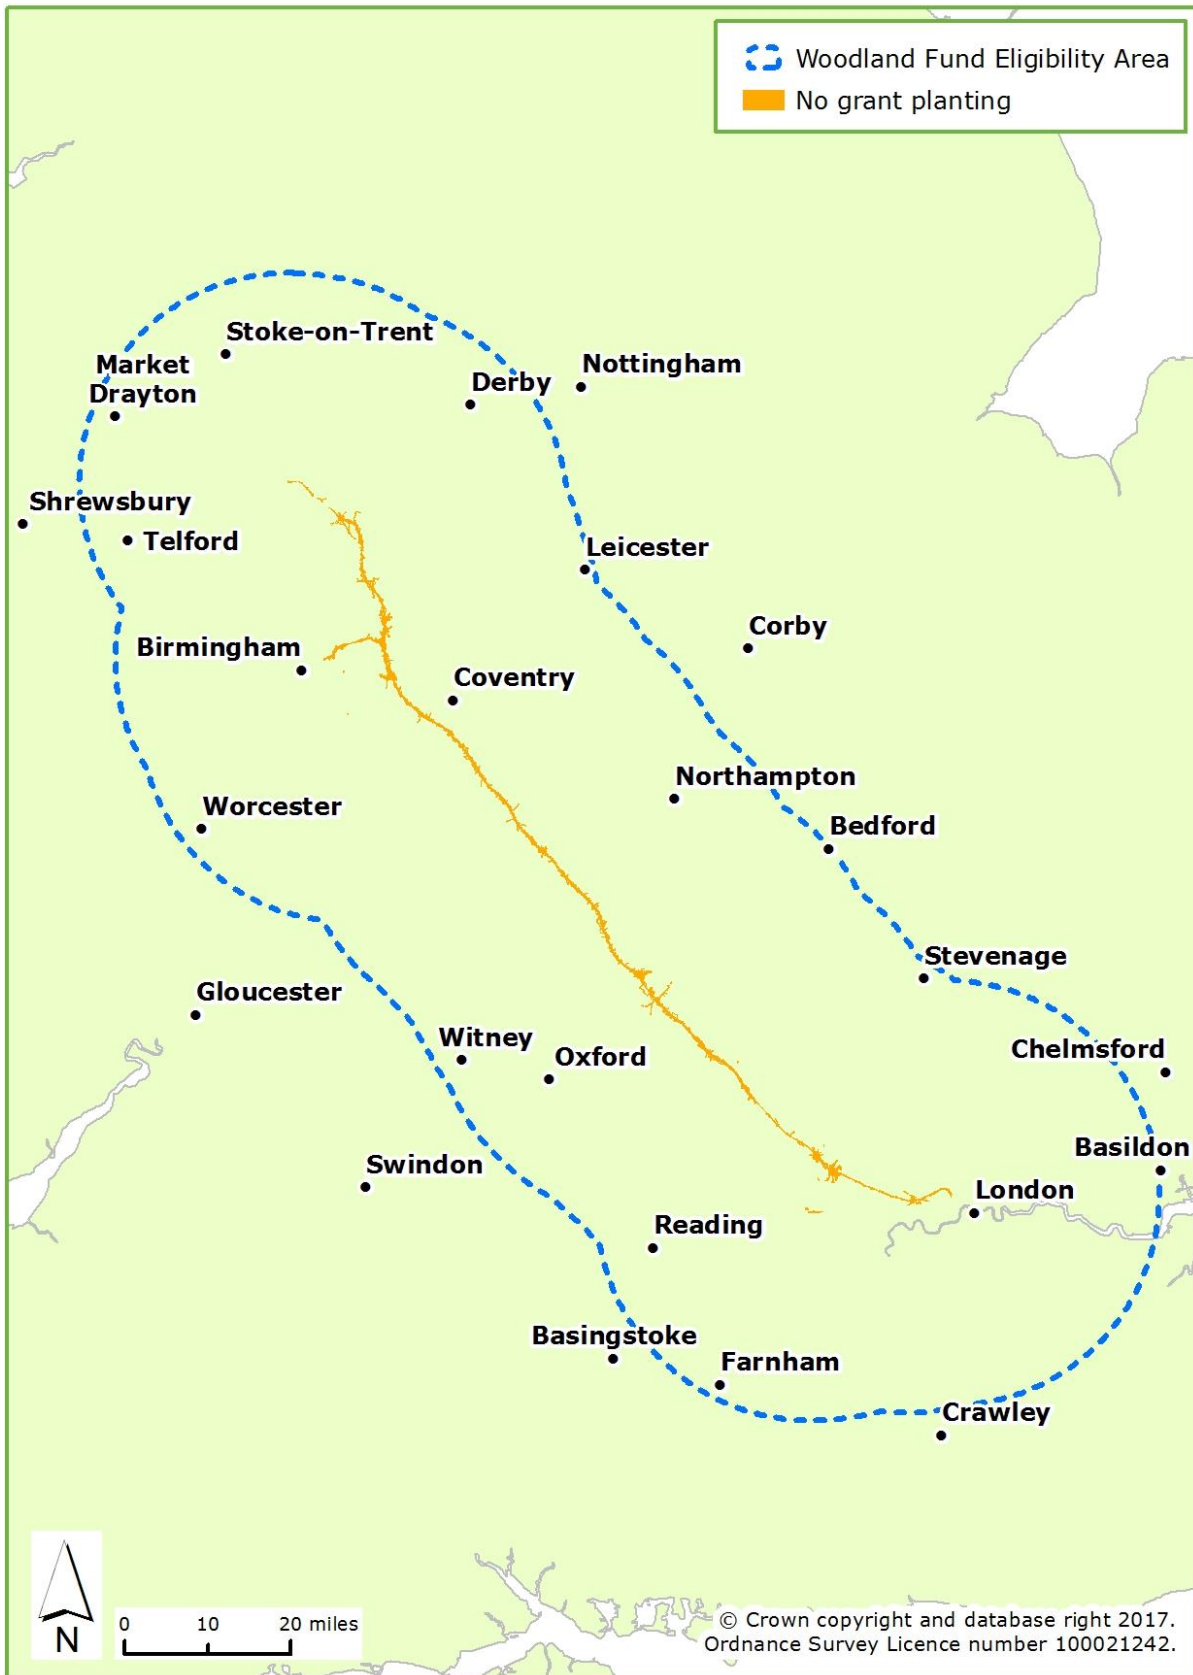 Woodland Fund Eligibility Area
No grant planting
Stoke-on-Trent
Market
Drayton
Nottingham
Derby
Shrewsbury
Telford
Leicester
Corby
Birmingham
Coventry
Northampton
Worcester
Bedford
Stevenage
Gloucester
Witney
Oxford
Chelmsford
Basildon
Swindon
London
Reading
Basingstoke
Farnham
Crawley
N
0 10 20 miles
© Crown copyright and database right 2017.
Ordnance Survey Licence number 100021242.